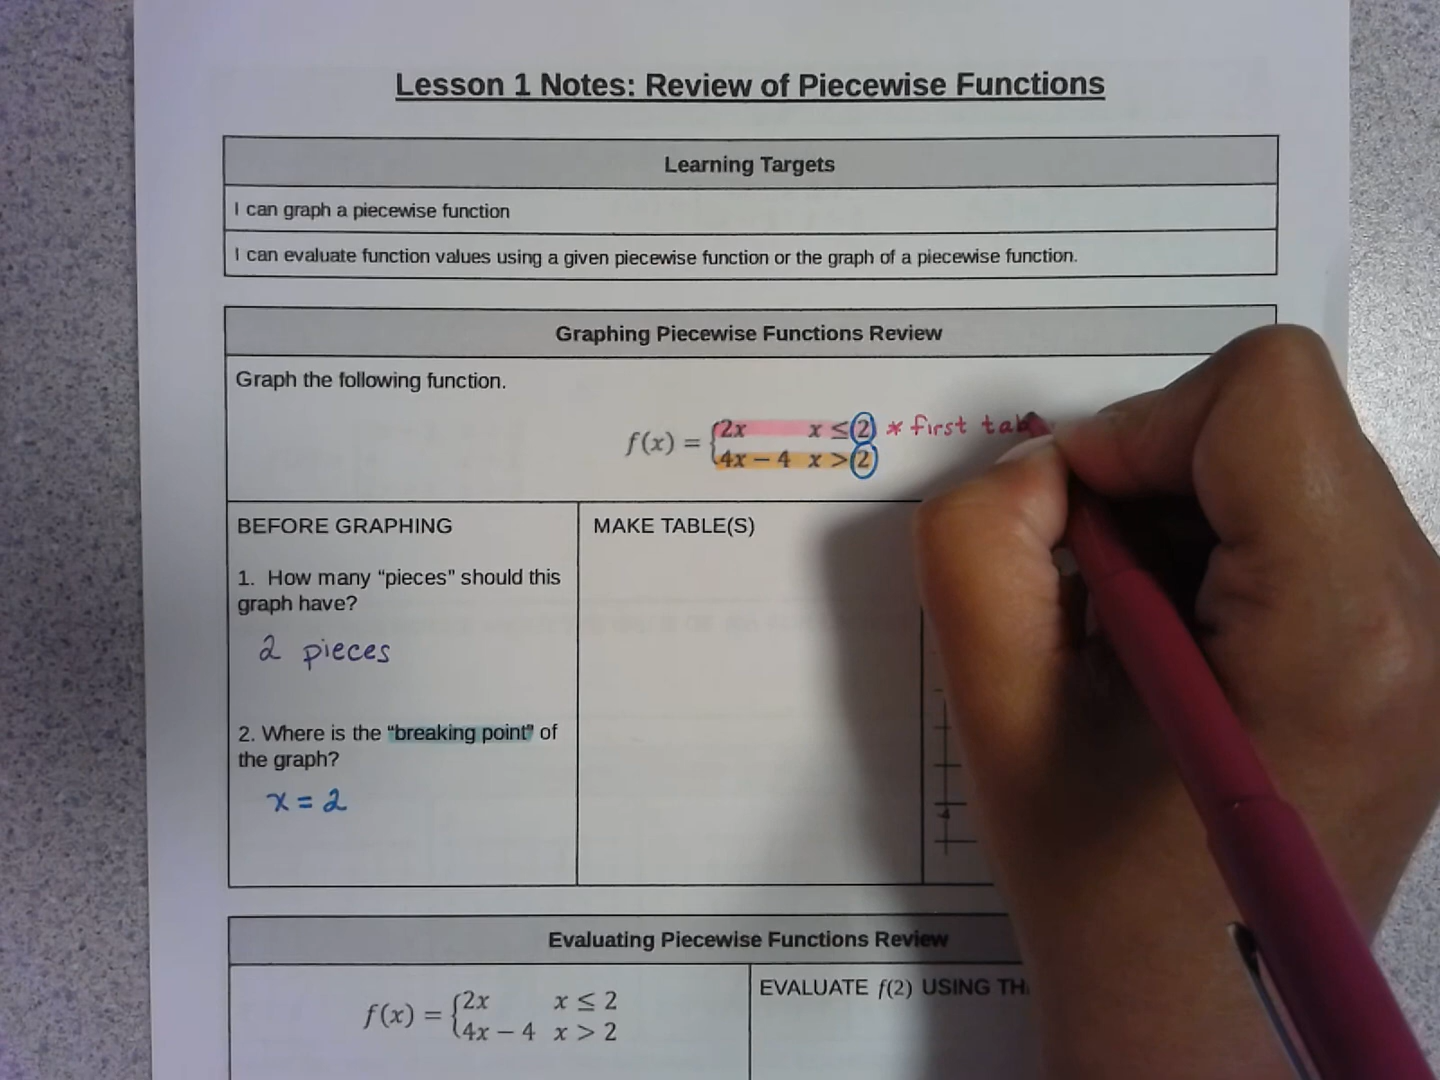 Lesson 1 Notes: Review of Piecewise Functions
Learning Targets
I can graph a piecewise function
I can evaluate function values using a given piecewise function or the graph of a piecewise function.
Graphing Piecewise Functions Review
Graph the following function.
f(x) = {2x x ≤ 2 * first tab
4x − 4 x > 2
BEFORE GRAPHING
1. How many “pieces” should this
graph have?
2 pieces
2. Where is the “breaking point” of
the graph?
x = 2
MAKE TABLE(S)
Evaluating Piecewise Functions Review
f(x) = {2x x ≤ 2
4x − 4 x > 2
EVALUATE f(2) USING